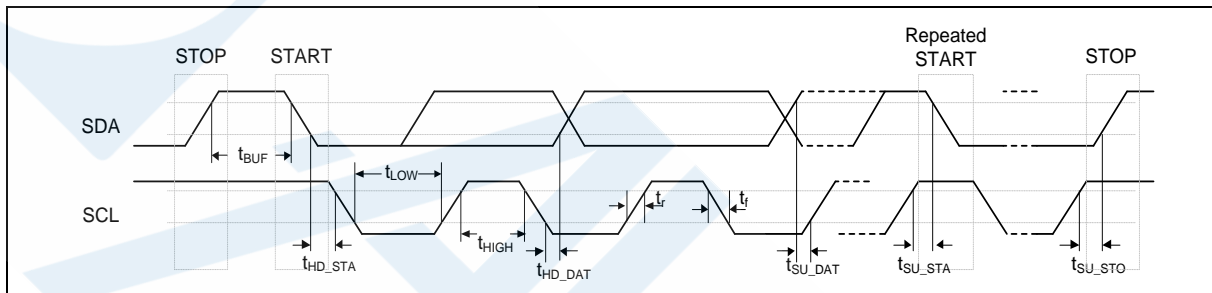 STOP START Repeated START STOP
SDA
tBUF
tLOW
SCL
tr tf
tHIGH
tHD_STA tHD_DAT tSU_DAT tSU_STA tSU_STO